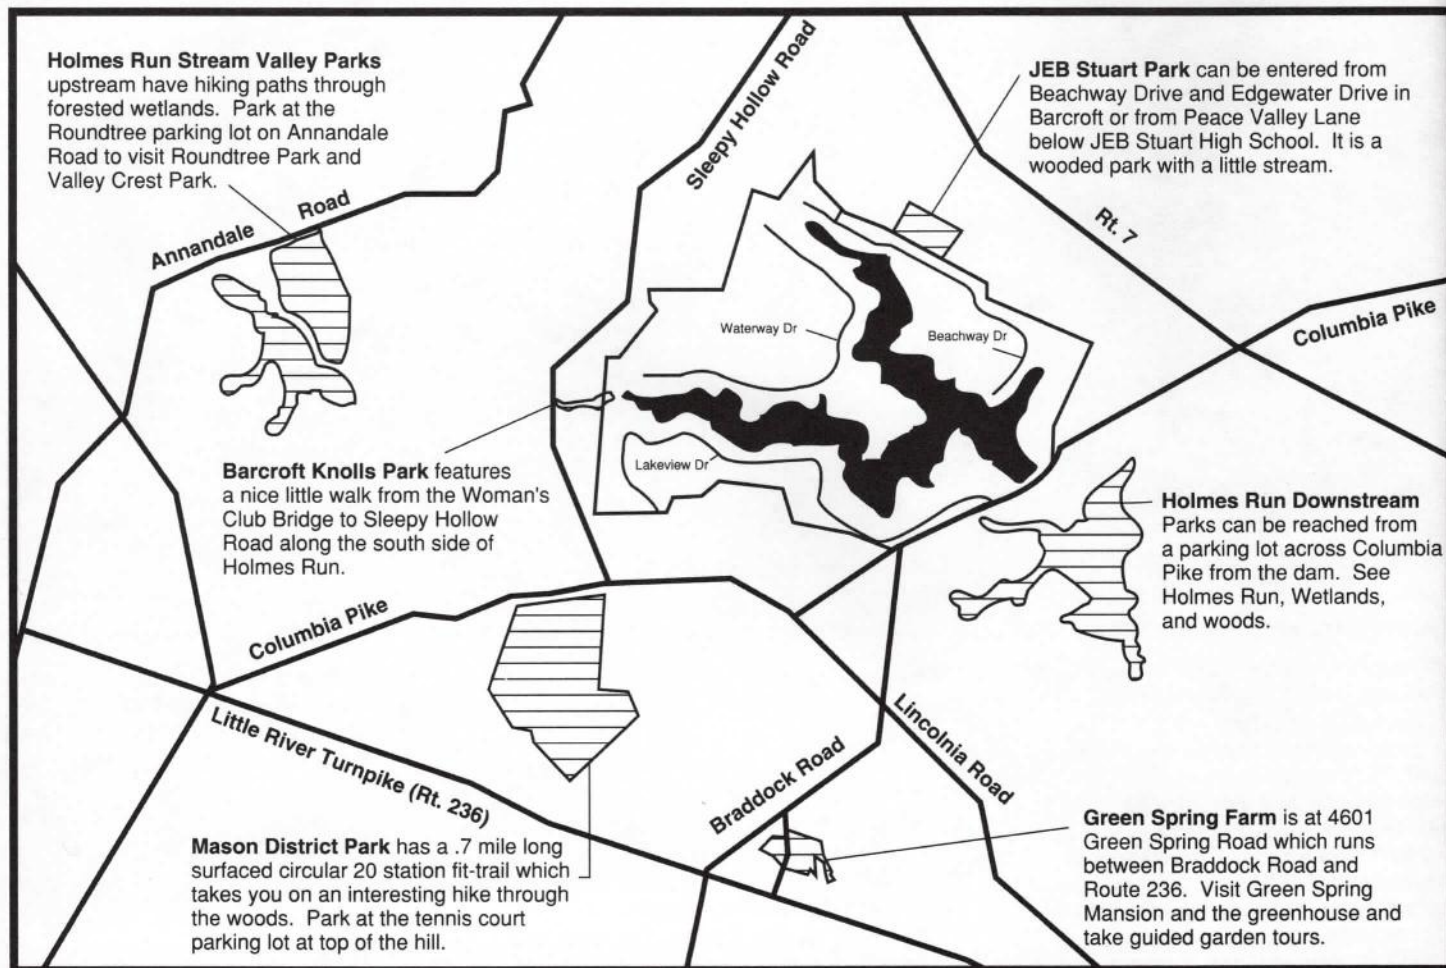 Holmes Run Stream Valley Parks
upstream have hiking paths through
forested wetlands. Park at the
Roundtree parking lot on Annandale
Road to visit Roundtree Park and
Valley Crest Park.
Annandale Road
Sleepy Hollow Road
JEB Stuart Park can be entered from
Beachway Drive and Edgewater Drive in
Barcroft or from Peace Valley Lane
below JEB Stuart High School. It is a
wooded park with a little stream.
Rt. 7
Columbia Pike
Waterway Dr
Beachway Dr
Lakeview Dr
Barcroft Knolls Park features
a nice little walk from the Woman's
Club Bridge to Sleepy Hollow
Road along the south side of
Holmes Run.
Holmes Run Downstream
Parks can be reached from
a parking lot across Columbia
Pike from the dam. See
Holmes Run, Wetlands,
and woods.
Columbia Pike
Little River Turnpike (Rt. 236)
Braddock Road
Lincolnia Road
Mason District Park has a .7 mile long
surfaced circular 20 station fit-trail which
takes you on an interesting hike through
the woods. Park at the tennis court
parking lot at top of the hill.
Green Spring Farm is at 4601
Green Spring Road which runs
between Braddock Road and
Route 236. Visit Green Spring
Mansion and the greenhouse and
take guided garden tours.